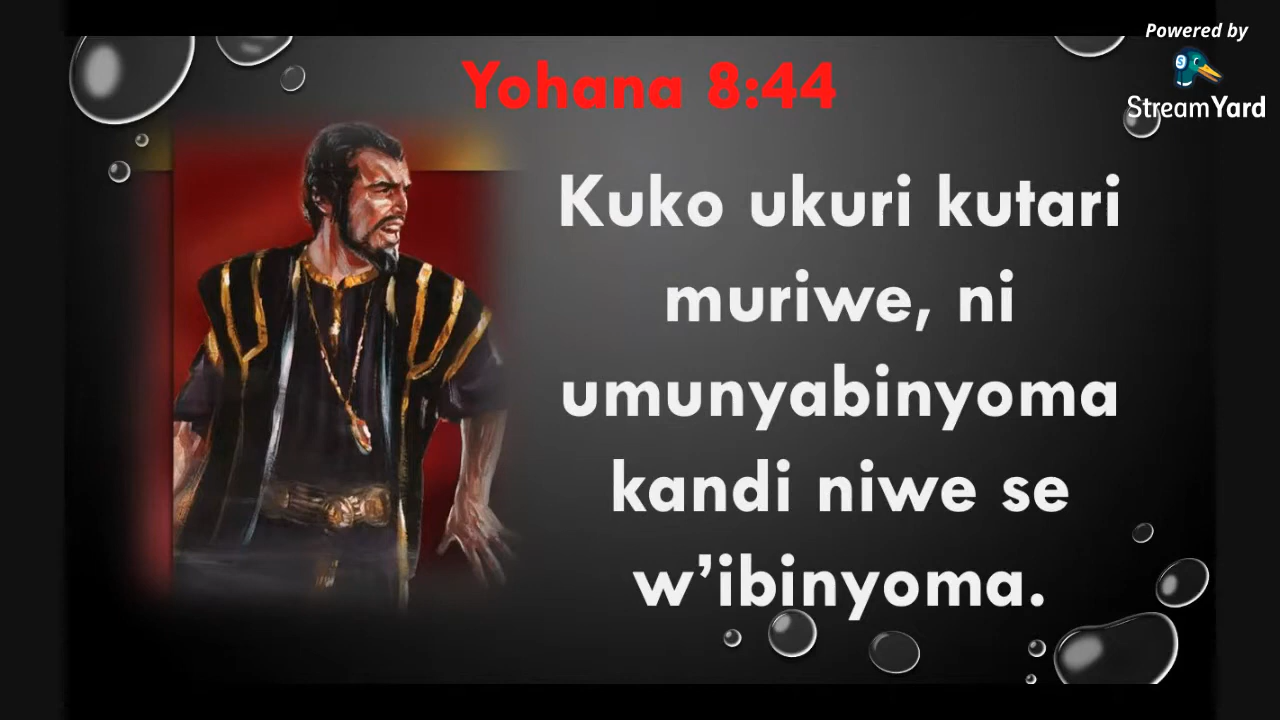 Powered by
StreamYard
Yohana 8:44
Kuko ukuri kutari
muriwe, ni
umunyabinyoma
kandi niwe se
w’ibinyoma.